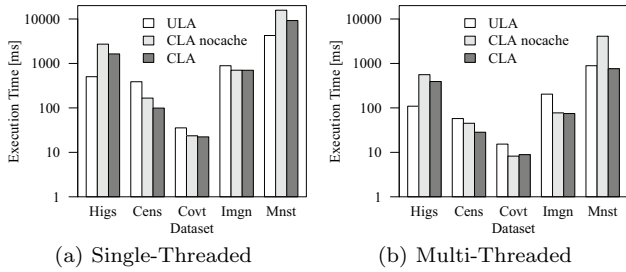 10000
1000
100
10
1
Execution Time [ms]
ULA
CLA nocache
CLA
Higs Cens Covt Imgn Mnst
Dataset
(a) Single-Threaded
10000
1000
100
10
1
Execution Time [ms]
ULA
CLA nocache
CLA
Higs Cens Covt Imgn Mnst
Dataset
(b) Multi-Threaded